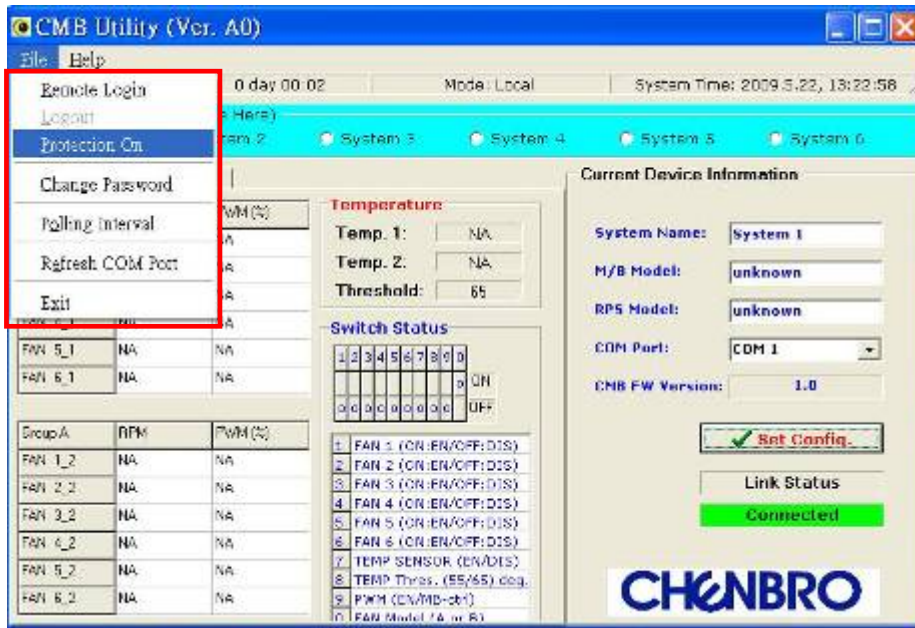 CMB Utility (Ver. A0)
File Help
Remote Login
Logout
Protection On
Change Password
Polling Interval
Refresh COM Port
Exit
0 day 00:02
Mode: Local
System Time: 2009.5.22, 13:22:58
Here)
System 3
System 4
System 5
System 6
PWM (%)
FAN 5_1 NA NA
FAN 6_1 NA NA
Group A RPM PWM (%)
FAN 1_2 NA NA
FAN 2_2 NA NA
FAN 3_2 NA NA
FAN 4_2 NA NA
FAN 5_2 NA NA
FAN 6_2 NA NA
Temperature
Temp. 1: NA
Temp. 2: NA
Threshold: 65
Switch Status
1 2 3 4 5 6 7 8 9 0
ON
OFF
1 FAN 1 (ON:EN/OFF:DIS)
2 FAN 2 (ON:EN/OFF:DIS)
3 FAN 3 (ON:EN/OFF:DIS)
4 FAN 4 (ON:EN/OFF:DIS)
5 FAN 5 (ON:EN/OFF:DIS)
6 FAN 6 (ON:EN/OFF:DIS)
7 TEMP SENSOR (EN/DIS)
8 TEMP Thres. (55/65) deg.
9 PWM (EN/MB-ctrl)
0 FAN Model (A or B)
Current Device Information
System Name: System 1
M/B Model: unknown
RPS Model: unknown
COM Port: COM 1
CMB FW Version: 1.0
Set Config.
Link Status
Connected
CHENBRO